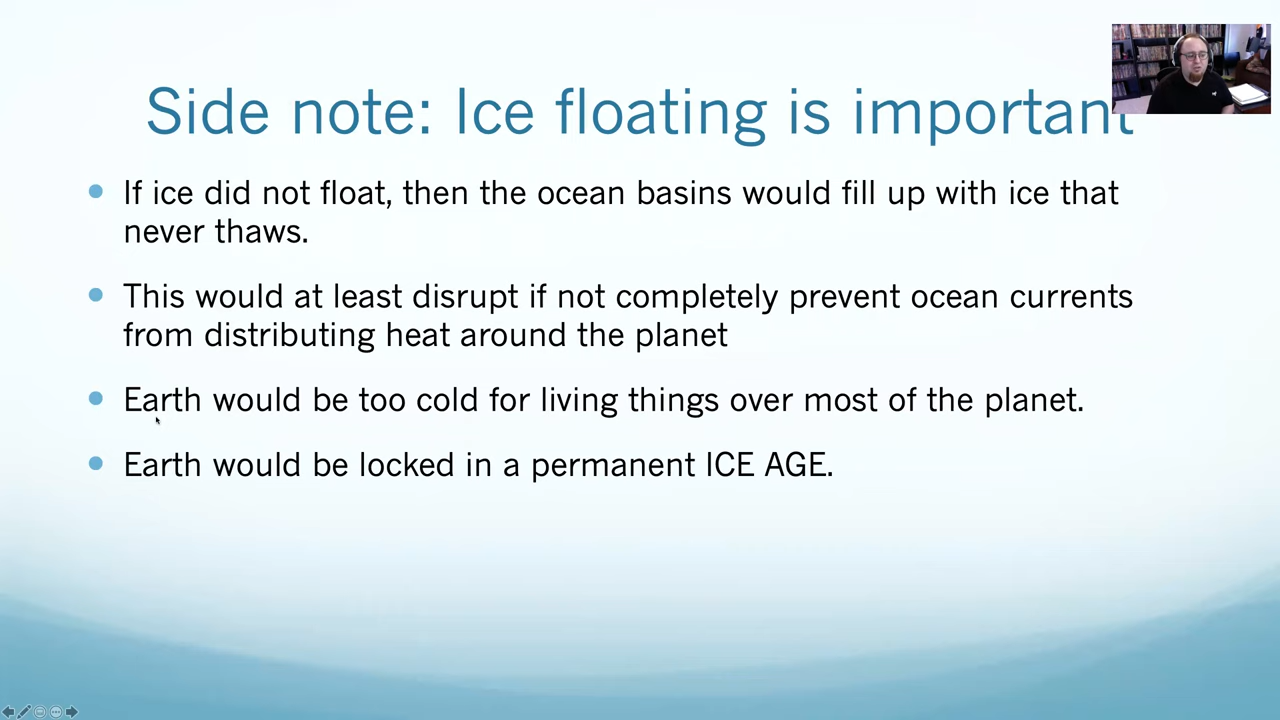 Side note: Ice floating is important
If ice did not float, then the ocean basins would fill up with ice that
never thaws.
This would at least disrupt if not completely prevent ocean currents
from distributing heat around the planet
Earth would be too cold for living things over most of the planet.
Earth would be locked in a permanent ICE AGE.